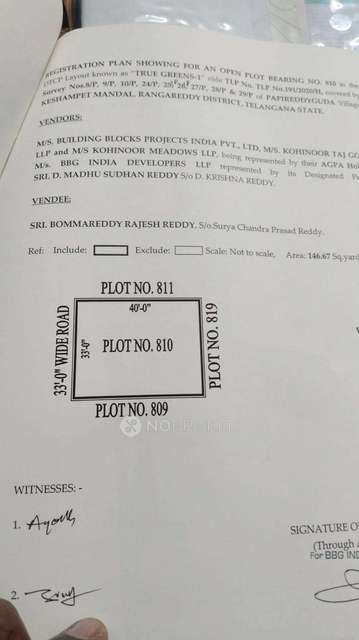 REGISTRATION PLAN SHOWING FOR AN OPEN PLOT BEARING NO. 810 in the
DTCP Layout known as "TRUE GREENS-1" vide TLP No. TLP No.191/2020/H, covered by
Survey Nos.8/P, 9/P, 10/P, 24/P, 25/P, 26/P, 27/P, 28/P & 29/P of PAPIREDDYGUDA Village
KESHAMPET MANDAL, RANGAREDDY DISTRICT, TELANGANA STATE.
VENDORS:
M/S. BUILDING BLOCKS PROJECTS INDIA PVT., LTD, M/S. KOHINOOR TAJ
LLP and M/S KOHINOOR MEADOWS LLP, being represented by their AGPA
M/s. BBG INDIA DEVELOPERS LLP represented by its Designated
SRI. D. MADHU SUDHAN REDDY S/o D. KRISHNA REDDY.
VENDEE:
SRI. BOMMAREDDY RAJESH REDDY, S/o.Surya Chandra Prasad Reddy.
Ref: Include: Exclude: Scale: Not to scale, Area: 146.67 Sq.yard
PLOT NO. 811
40'-0"
33'-0" WIDE ROAD
33'-0"
PLOT NO. 810
PLOT NO. 819
PLOT NO. 809
NOBROKER
WITNESSES: -
1.
SIGNATURE O
(Through
For BBG IND
2.